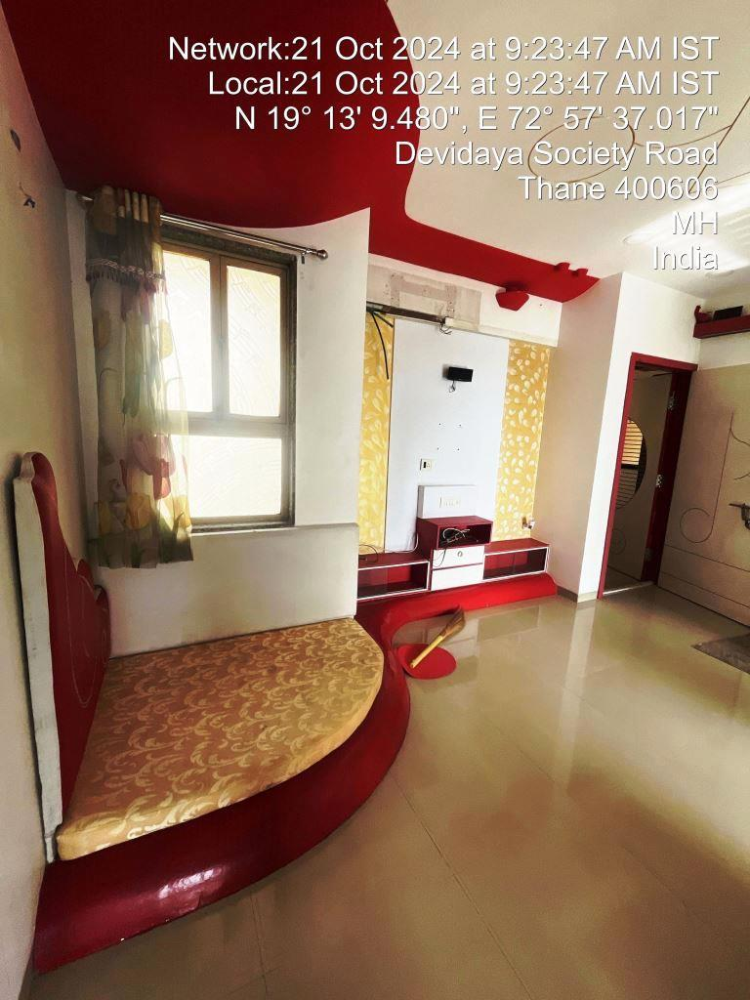 Network:21 Oct 2024 at 9:23:47 AM IST
Local:21 Oct 2024 at 9:23:47 AM IST
N 19° 13' 9.480", E 72° 57' 37.017"
Devidaya Society Road
Thane 400606
MH
India